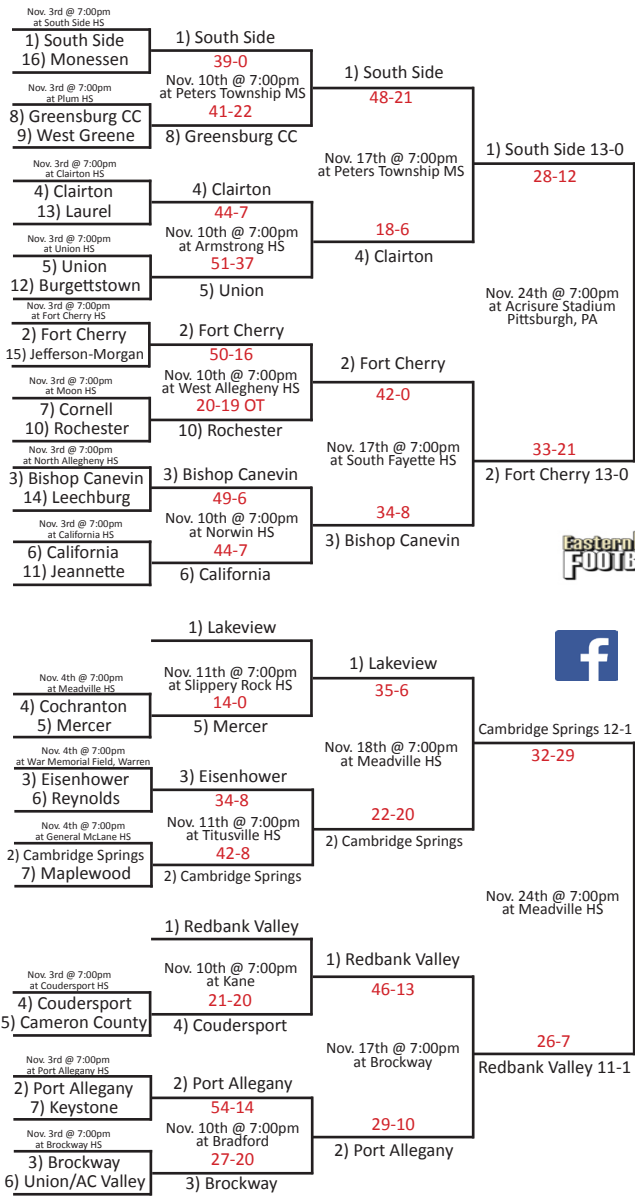 Nov. 3rd @ 7:00pm
at South Side HS
1) South Side
16) Monessen
Nov. 3rd @ 7:00pm
at Plum HS
8) Greensburg CC
9) West Greene
Nov. 3rd @ 7:00pm
at Clairton HS
4) Clairton
13) Laurel
Nov. 3rd @ 7:00pm
at Union HS
5) Union
12) Burgettstown
Nov. 3rd @ 7:00pm
at Fort Cherry HS
2) Fort Cherry
15) Jefferson-Morgan
Nov. 3rd @ 7:00pm
at Moon HS
7) Cornell
10) Rochester
Nov. 3rd @ 7:00pm
at North Allegheny HS
3) Bishop Canevin
14) Leechburg
Nov. 3rd @ 7:00pm
at California HS
6) California
11) Jeannette
1) South Side
39-0
Nov. 10th @ 7:00pm
at Peters Township MS
41-22
8) Greensburg CC
4) Clairton
44-7
Nov. 10th @ 7:00pm
at Armstrong HS
51-37
5) Union
2) Fort Cherry
50-16
Nov. 10th @ 7:00pm
at West Allegheny HS
20-19 OT
10) Rochester
3) Bishop Canevin
49-6
Nov. 10th @ 7:00pm
at Norwin HS
44-7
6) California
1) South Side
48-21
Nov. 17th @ 7:00pm
at Peters Township MS
18-6
4) Clairton
2) Fort Cherry
42-0
Nov. 17th @ 7:00pm
at South Fayette HS
34-8
3) Bishop Canevin
1) South Side 13-0
28-12
Nov. 24th @ 7:00pm
at Acrisure Stadium
Pittsburgh, PA
33-21
2) Fort Cherry 13-0
Eastern
f
Nov. 4th @ 7:00pm
at Meadville HS
4) Cochranton
5) Mercer
Nov. 4th @ 7:00pm
at War Memorial Field, Warren
3) Eisenhower
6) Reynolds
Nov. 4th @ 7:00pm
at General McLane HS
2) Cambridge Springs
7) Maplewood
1) Lakeview
Nov. 11th @ 7:00pm
at Slippery Rock HS
14-0
5) Mercer
3) Eisenhower
34-8
Nov. 11th @ 7:00pm
at Titusville HS
42-8
2) Cambridge Springs
1) Lakeview
35-6
Nov. 18th @ 7:00pm
at Meadville HS
22-20
2) Cambridge Springs
Cambridge Springs 12-1
32-29
Nov. 24th @ 7:00pm
at Meadville HS
26-7
Redbank Valley 11-1
Nov. 3rd @ 7:00pm
at Coudersport HS
4) Coudersport
5) Cameron County
Nov. 3rd @ 7:00pm
at Port Allegany HS
2) Port Allegany
7) Keystone
Nov. 3rd @ 7:00pm
at Brockway HS
3) Brockway
6) Union/AC Valley
1) Redbank Valley
Nov. 10th @ 7:00pm
at Kane
21-20
4) Coudersport
2) Port Allegany
54-14
Nov. 10th @ 7:00pm
at Bradford
27-20
3) Brockway
1) Redbank Valley
46-13
Nov. 17th @ 7:00pm
at Brockway
29-10
2) Port Allegany